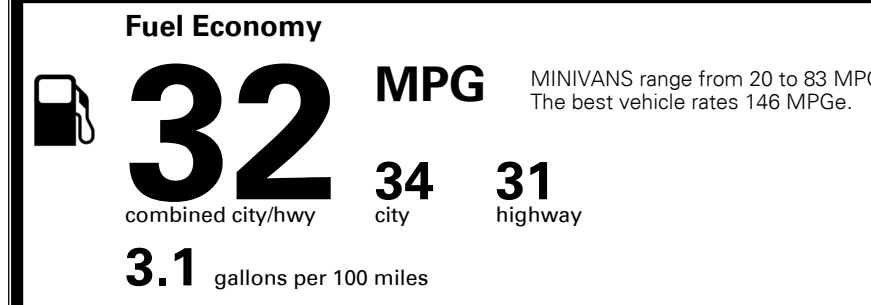 Fuel Economy
32 MPG
MINIVANS range from 20 to 83 MPG
The best vehicle rates 146 MPGe.
34 31
combined city/hwy city highway
3.1 gallons per 100 miles